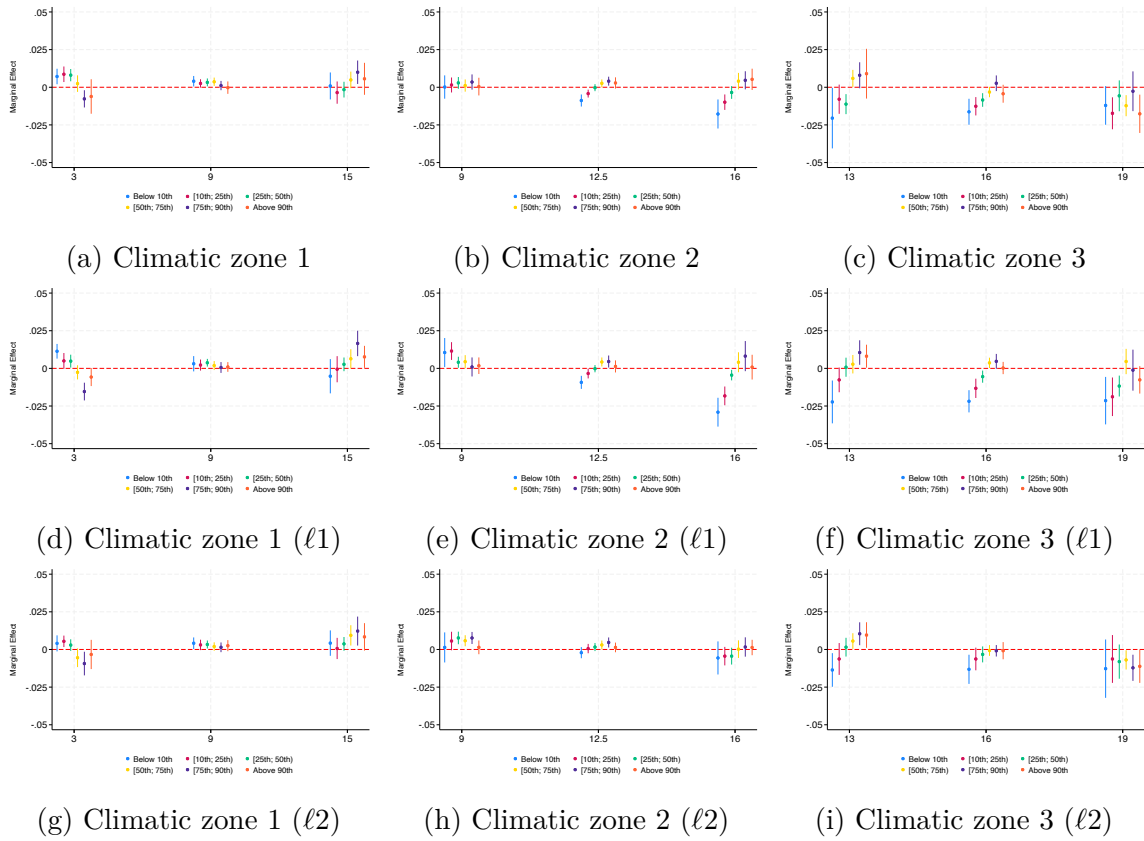 .05 .05 .05
.025 .025 .025
Marginal Effect Marginal Effect Marginal Effect
0 0 0
-.025 -.025 -.025
-.05 -.05 -.05
3 9 15 9 12.5 16 13 16 19
Below 10th [10th; 25th) [25th; 50th) Below 10th [10th; 25th) [25th; 50th) Below 10th [10th; 25th) [25th; 50th)
[50th; 75th) [75th; 90th) Above 90th [50th; 75th) [75th; 90th) Above 90th [50th; 75th) [75th; 90th) Above 90th
(a) Climatic zone 1 (b) Climatic zone 2 (c) Climatic zone 3
.05 .05 .05
.025 .025 .025
Marginal Effect Marginal Effect Marginal Effect
0 0 0
-.025 -.025 -.025
-.05 -.05 -.05
3 9 15 9 12.5 16 13 16 19
Below 10th [10th; 25th) [25th; 50th) Below 10th [10th; 25th) [25th; 50th) Below 10th [10th; 25th) [25th; 50th)
[50th; 75th) [75th; 90th) Above 90th [50th; 75th) [75th; 90th) Above 90th [50th; 75th) [75th; 90th) Above 90th
(d) Climatic zone 1 (ℓ1) (e) Climatic zone 2 (ℓ1) (f) Climatic zone 3 (ℓ1)
.05 .05 .05
.025 .025 .025
Marginal Effect Marginal Effect Marginal Effect
0 0 0
-.025 -.025 -.025
-.05 -.05 -.05
3 9 15 9 12.5 16 13 16 19
Below 10th [10th; 25th) [25th; 50th) Below 10th [10th; 25th) [25th; 50th) Below 10th [10th; 25th) [25th; 50th)
[50th; 75th) [75th; 90th) Above 90th [50th; 75th) [75th; 90th) Above 90th [50th; 75th) [75th; 90th) Above 90th
(g) Climatic zone 1 (ℓ2) (h) Climatic zone 2 (ℓ2) (i) Climatic zone 3 (ℓ2)